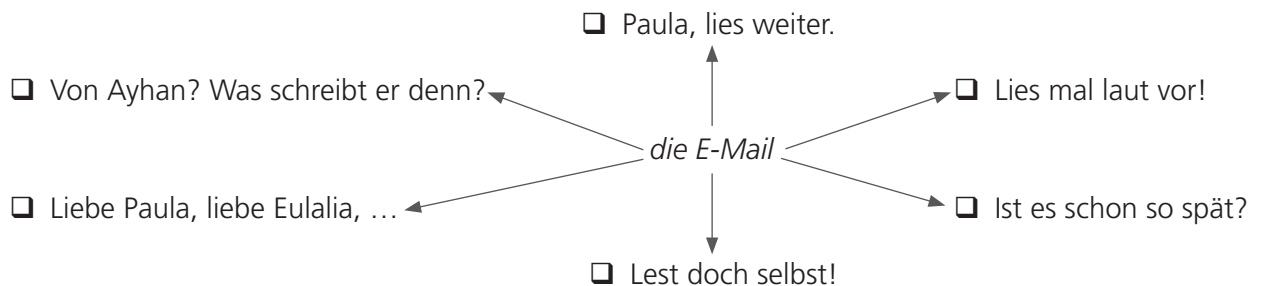 ❑ Paula, lies weiter.
❑ Von Ayhan? Was schreibt er denn?
❑ Lies mal laut vor!
die E-Mail
❑ Liebe Paula, liebe Eulalia, …
❑ Ist es schon so spät?
❑ Lest doch selbst!